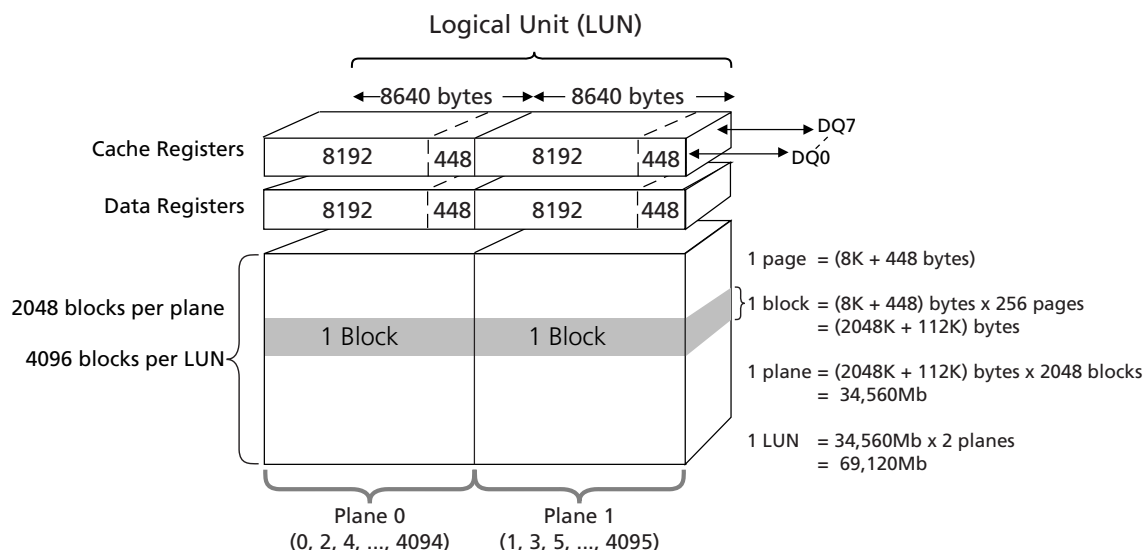 Logical Unit (LUN)
8640 bytes
8640 bytes
Cache Registers
8192
448
8192
448
DQ7
DQ0
Data Registers
8192
448
8192
448
2048 blocks per plane
4096 blocks per LUN
1 Block
1 Block
1 page = (8K + 448 bytes)
1 block = (8K + 448) bytes x 256 pages
= (2048K + 112K) bytes
1 plane = (2048K + 112K) bytes x 2048 blocks
= 34,560Mb
1 LUN = 34,560Mb x 2 planes
= 69,120Mb
Plane 0
(0, 2, 4, ..., 4094)
Plane 1
(1, 3, 5, ..., 4095)